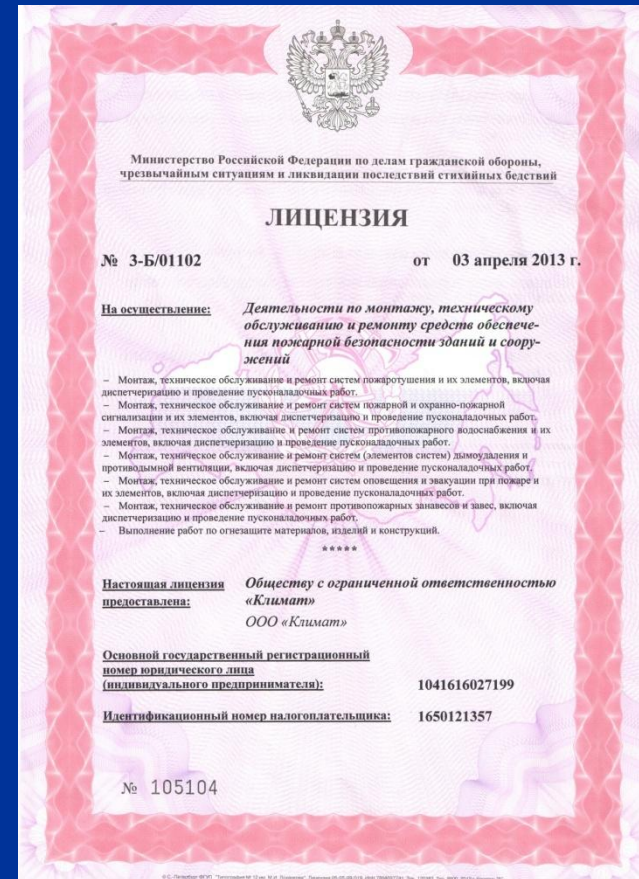 Министерство Российской Федерации по делам гражданской обороны,
чрезвычайным ситуациям и ликвидации последствий стихийных бедствий
ЛИЦЕНЗИЯ
№ 3-Б/01102 от 03 апреля 2013 г.
На осуществление: Деятельности по монтажу, техническому
обслуживанию и ремонту средств обеспече-
ния пожарной безопасности зданий и соору-
жений
– Монтаж, техническое обслуживание и ремонт систем пожаротушения и их элементов, включая
диспетчеризацию и проведение пусконаладочных работ.
– Монтаж, техническое обслуживание и ремонт систем пожарной и охранно-пожарной
сигнализации и их элементов, включая диспетчеризацию и проведение пусконаладочных работ.
– Монтаж, техническое обслуживание и ремонт систем противопожарного водоснабжения и их
элементов, включая диспетчеризацию и проведение пусконаладочных работ.
– Монтаж, техническое обслуживание и ремонт систем (элементов систем) дымоудаления и
противодымной вентиляции, включая диспетчеризацию и проведение пусконаладочных работ.
– Монтаж, техническое обслуживание и ремонт систем оповещения и эвакуации при пожаре и
их элементов, включая диспетчеризацию и проведение пусконаладочных работ.
– Монтаж, техническое обслуживание и ремонт противопожарных занавесов и завес, включая
диспетчеризацию и проведение пусконаладочных работ.
– Выполнение работ по огнезащите материалов, изделий и конструкций.
*****
Настоящая лицензия Обществу с ограниченной ответственностью
предоставлена: «Климат»
ООО «Климат»
Основной государственный регистрационный
номер юридического лица
(индивидуального предпринимателя): 1041616027199
Идентификационный номер налогоплательщика: 1650121357
№ 105104